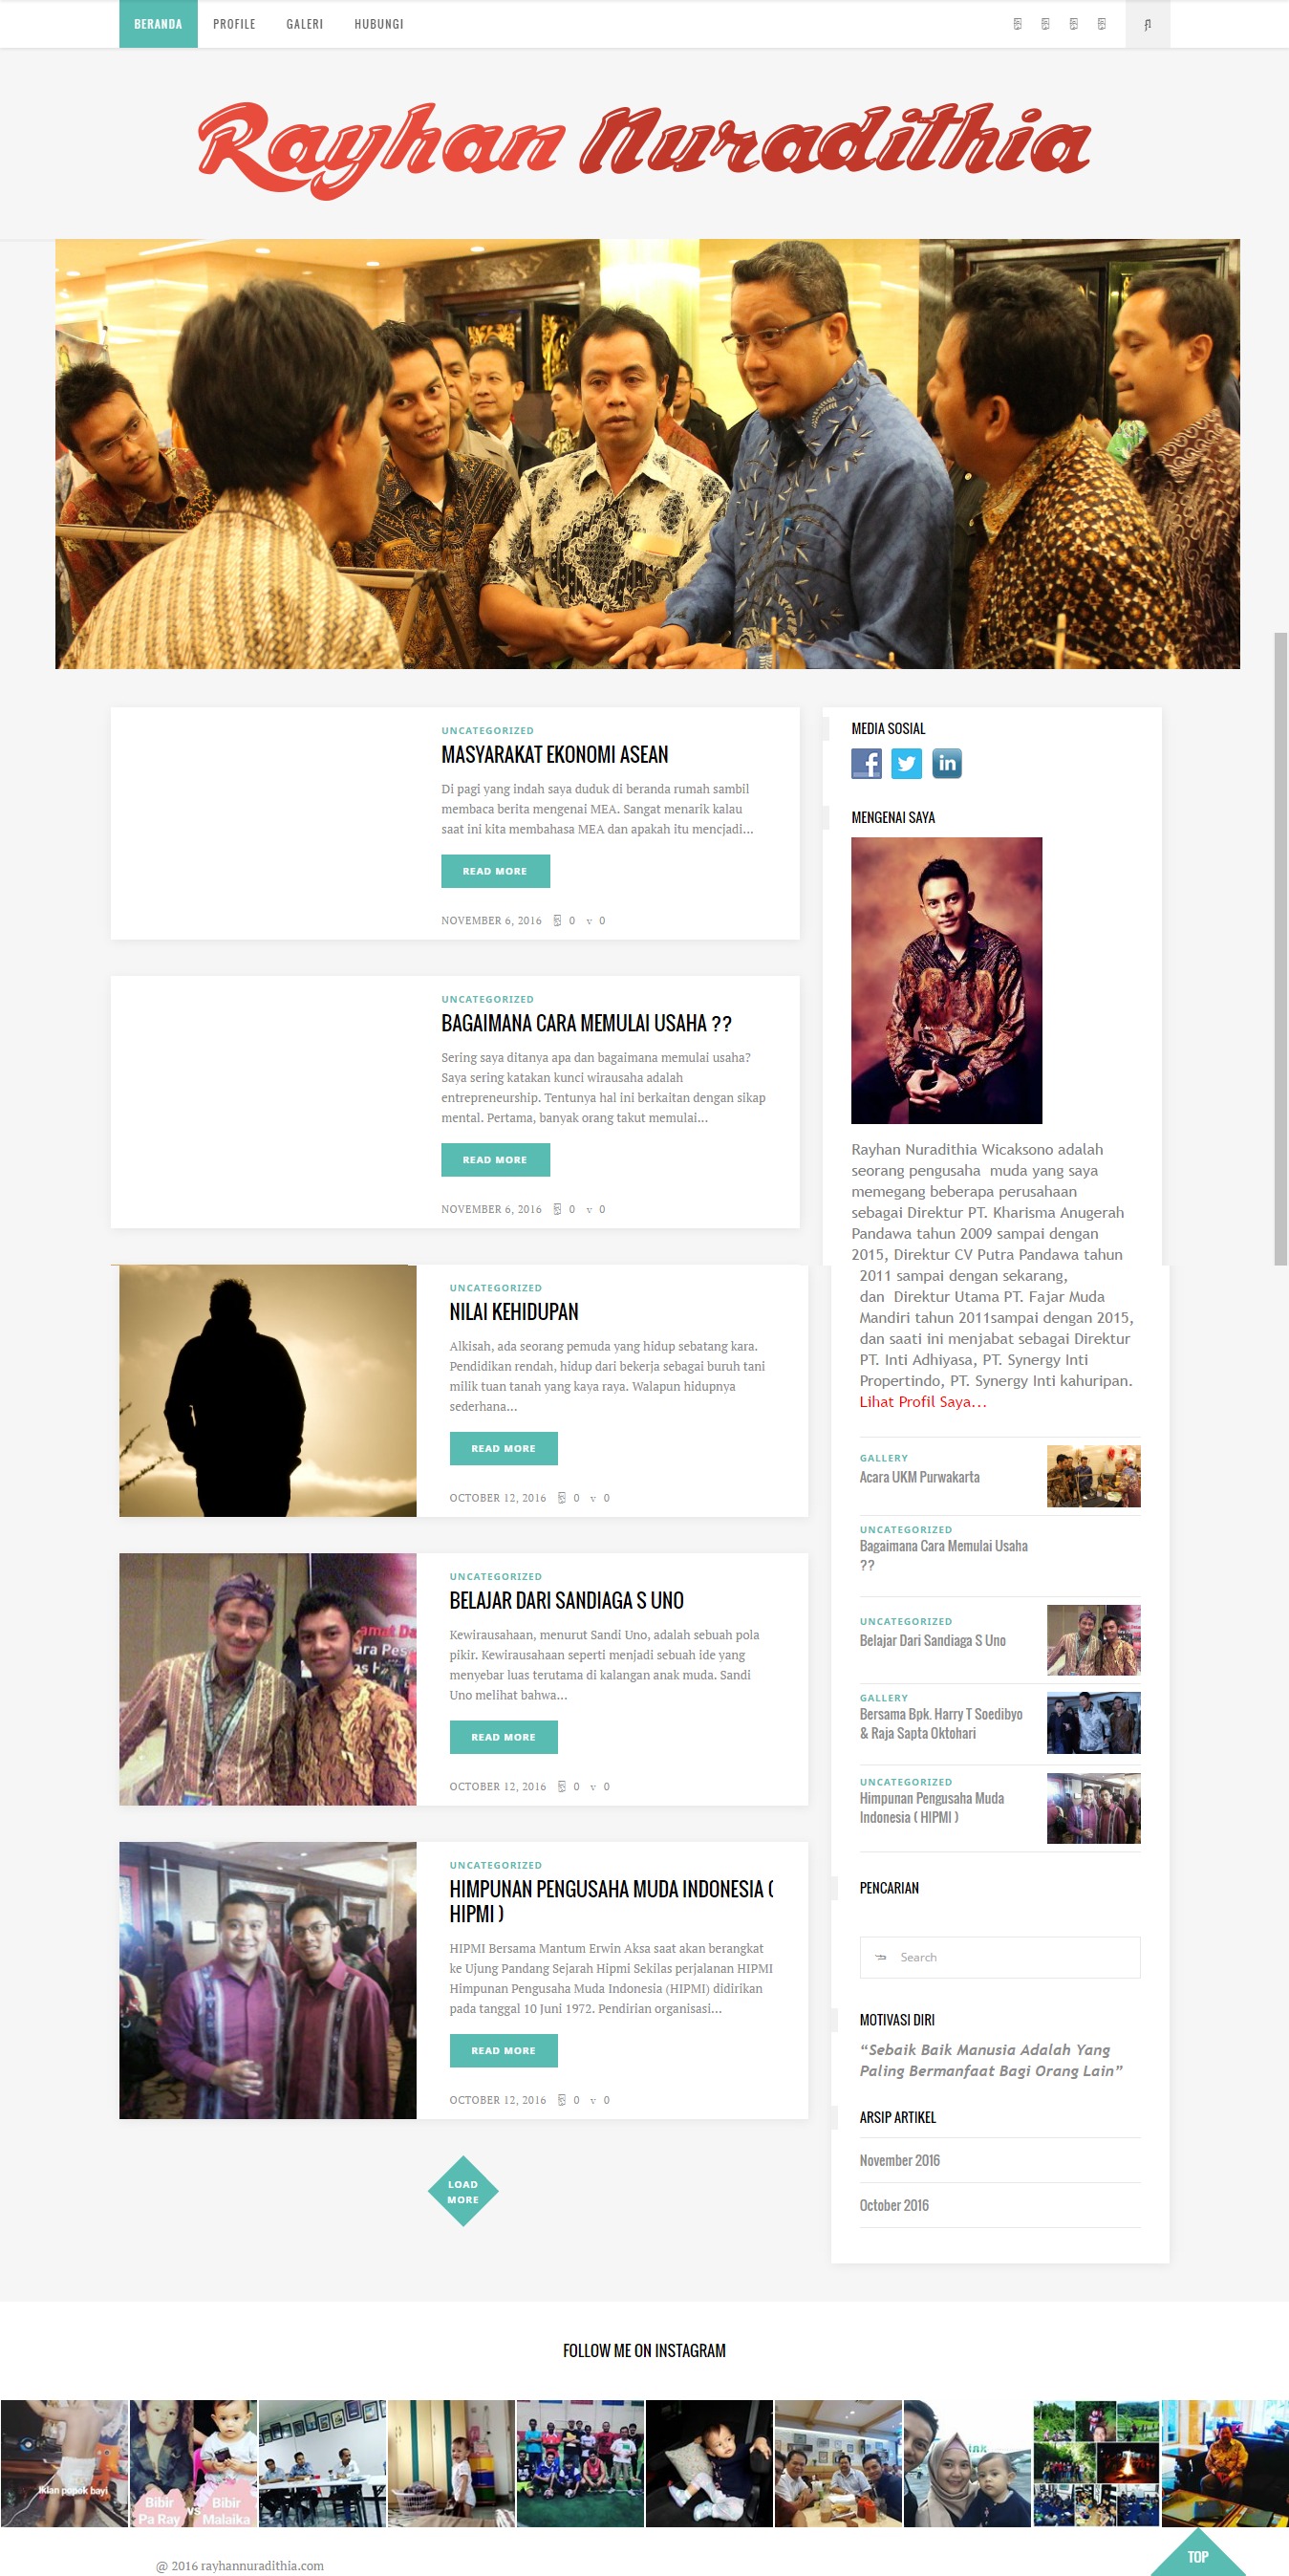 BERANDA PROFILE GALERI HUBUNGI
Rayhan Nuradithia
UNCATEGORIZED
MASYARAKAT EKONOMI ASEAN
Di pagi yang indah saya duduk di beranda rumah sambil
membaca berita mengenai MEA. Sangat menarik kalau
saat ini kita membahasa MEA dan apakah itu mencjadi...
READ MORE
NOVEMBER 6, 2016 0 0
UNCATEGORIZED
BAGAIMANA CARA MEMULAI USAHA ??
Sering saya ditanya apa dan bagaimana memulai usaha?
Saya sering katakan kunci wirausaha adalah
entrepreneurship. Tentunya hal ini berkaitan dengan sikap
mental. Pertama, banyak orang takut memulai...
READ MORE
NOVEMBER 6, 2016 0 0
UNCATEGORIZED
NILAI KEHIDUPAN
Alkisah, ada seorang pemuda yang hidup sebatang kara.
Pendidikan rendah, hidup dari bekerja sebagai buruh tani
milik tuan tanah yang kaya raya. Walapun hidupnya
sederhana...
READ MORE
OCTOBER 12, 2016 0 0
UNCATEGORIZED
BELAJAR DARI SANDIAGA S UNO
Kewirausahaan, menurut Sandi Uno, adalah sebuah pola
pikir. Kewirausahaan seperti menjadi sebuah ide yang
menyebar luas terutama di kalangan anak muda. Sandi
Uno melihat bahwa...
READ MORE
OCTOBER 12, 2016 0 0
UNCATEGORIZED
HIMPUNAN PENGUSAHA MUDA INDONESIA (
HIPMI )
HIPMI Bersama Mantum Erwin Aksa saat akan berangkat
ke Ujung Pandang Sejarah Hipmi Sekilas perjalanan HIPMI
Himpunan Pengusaha Muda Indonesia (HIPMI) didirikan
pada tanggal 10 Juni 1972. Pendirian organisasi...
READ MORE
OCTOBER 12, 2016 0 0
LOAD
MORE
MEDIA SOSIAL
MENGENAI SAYA
Rayhan Nuradithia Wicaksono adalah
seorang pengusaha muda yang saya
memegang beberapa perusahaan
sebagai Direktur PT. Kharisma Anugerah
Pandawa tahun 2009 sampai dengan
2015, Direktur CV Putra Pandawa tahun
2011 sampai dengan sekarang,
dan Direktur Utama PT. Fajar Muda
Mandiri tahun 2011sampai dengan 2015,
dan saati ini menjabat sebagai Direktur
PT. Inti Adhiyasa, PT. Synergy Inti
Propertindo, PT. Synergy Inti kahuripan.
Lihat Profil Saya...
GALLERY
Acara UKM Purwakarta
UNCATEGORIZED
Bagaimana Cara Memulai Usaha
??
UNCATEGORIZED
Belajar Dari Sandiaga S Uno
GALLERY
Bersama Bpk. Harry T Soedibyo
& Raja Sapta Oktohari
UNCATEGORIZED
Himpunan Pengusaha Muda
Indonesia ( HIPMI )
PENCARIAN
Search
MOTIVASI DIRI
“Sebaik Baik Manusia Adalah Yang
Paling Bermanfaat Bagi Orang Lain”
ARSIP ARTIKEL
November 2016
October 2016
FOLLOW ME ON INSTAGRAM
Iklan popok bayi
Bibir
Pa Ray
vs
Bibir
Malaika
@ 2016 rayhannuradithia.com
TOP